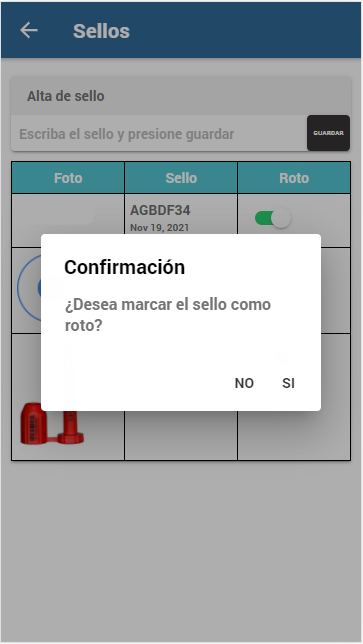 Sellos
Alta de sello
Escriba el sello y presione guardar
GUARDAR
Foto Sello Roto
AGBDF34
Nov 19, 2021
Confirmación
¿Desea marcar el sello como
roto?
NO SI